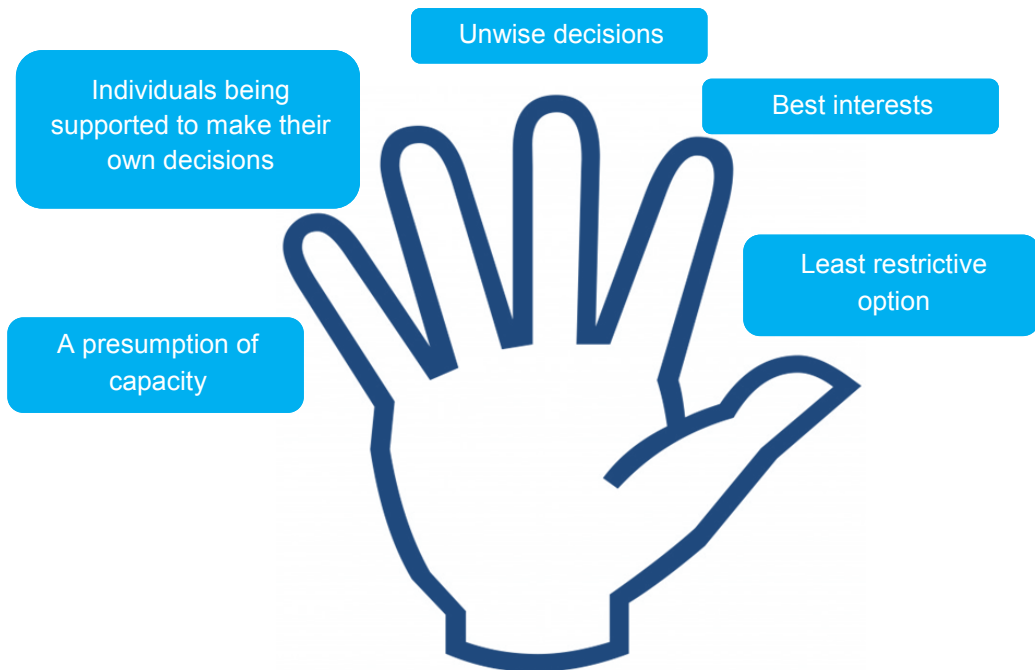 Unwise decisions
Individuals being
supported to make their
own decisions
Best interests
Least restrictive
option
A presumption of
capacity